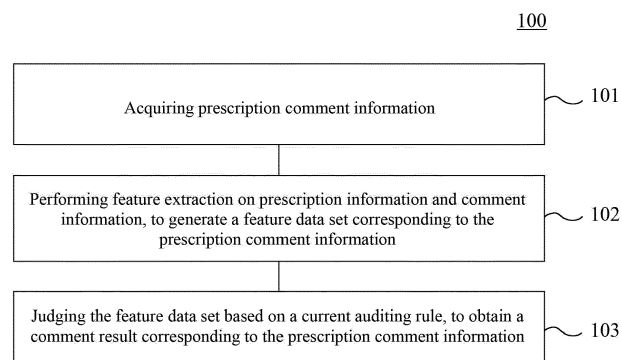 100
Acquiring prescription comment information
101
Performing feature extraction on prescription information and comment
information, to generate a feature data set corresponding to the
prescription comment information
102
Judging the feature data set based on a current auditing rule, to obtain a
comment result corresponding to the prescription comment information
103